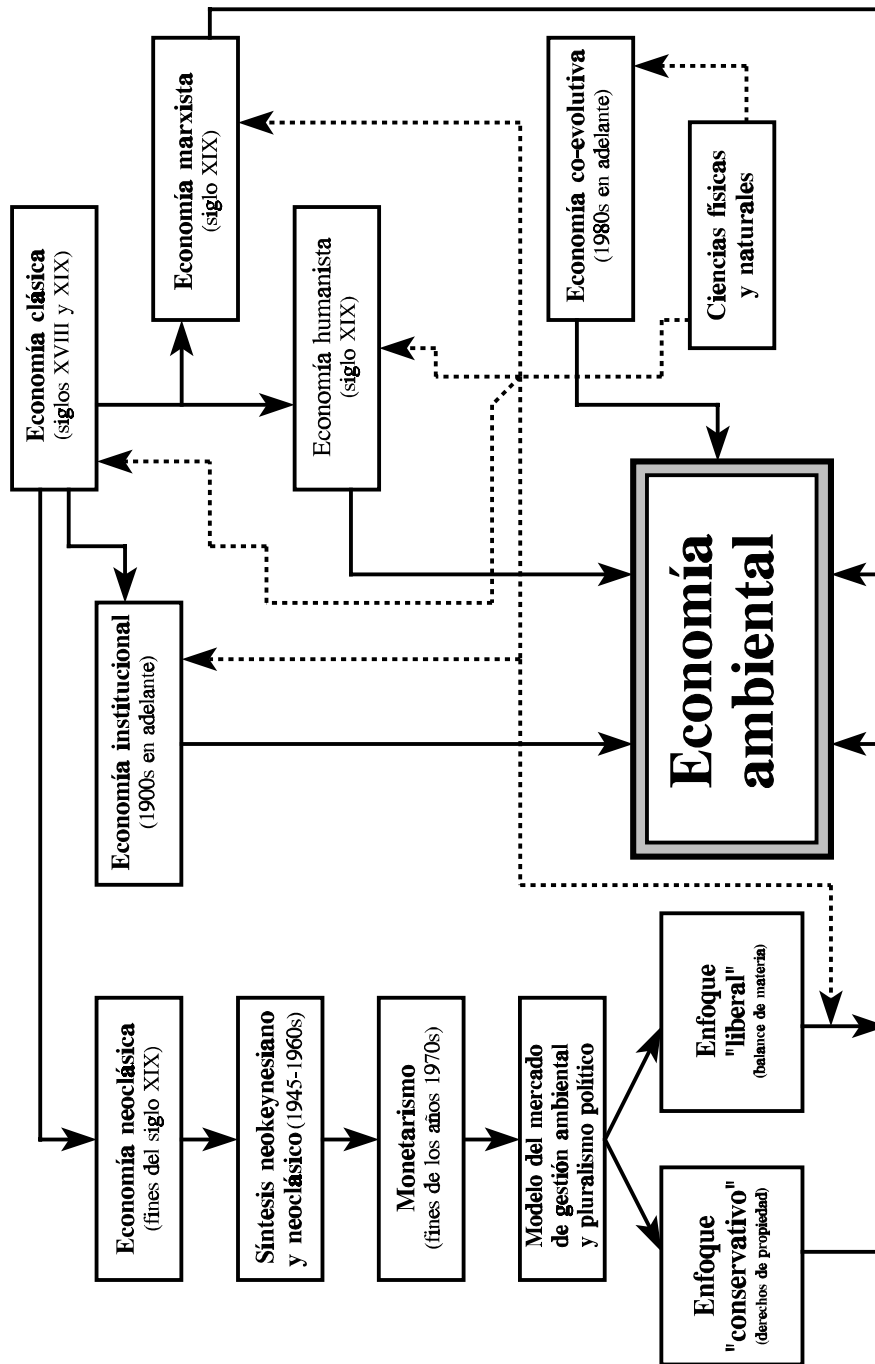 Economía clásica
(siglos XVIII y XIX)
Economía neoclásica
(fines del siglo XIX)
Economía institucional
(1900s en adelante)
Economía marxista
(siglo XIX)
Síntesis neokeynesiano
y neoclásico (1945-1960s)
Economía humanista
(siglo XIX)
Monetarismo
(fines de los años 1970s)
Modelo del mercado
de gestión ambiental
y pluralismo político
Economía co-evolutiva
(1980s en adelante)
Enfoque
"conservativo"
(derechos de propiedad)
Enfoque
"liberal"
(balance de materia)
Economía
ambiental
Ciencias físicas
y naturales